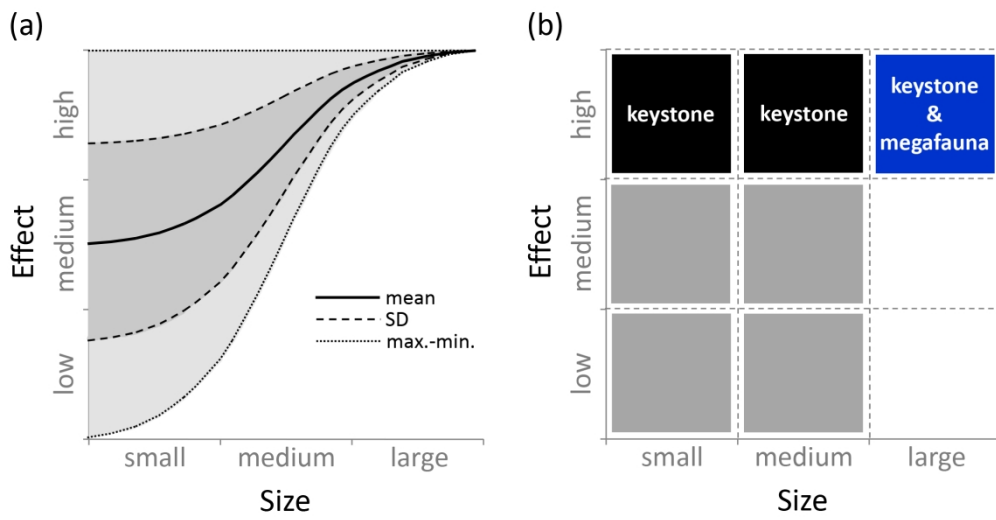 (a)
high
medium
low
Effect
mean
SD
max.-min.
small
medium
large
Size
(b)
high
medium
low
Effect
keystone
keystone
keystone
&
megafauna
small
medium
large
Size